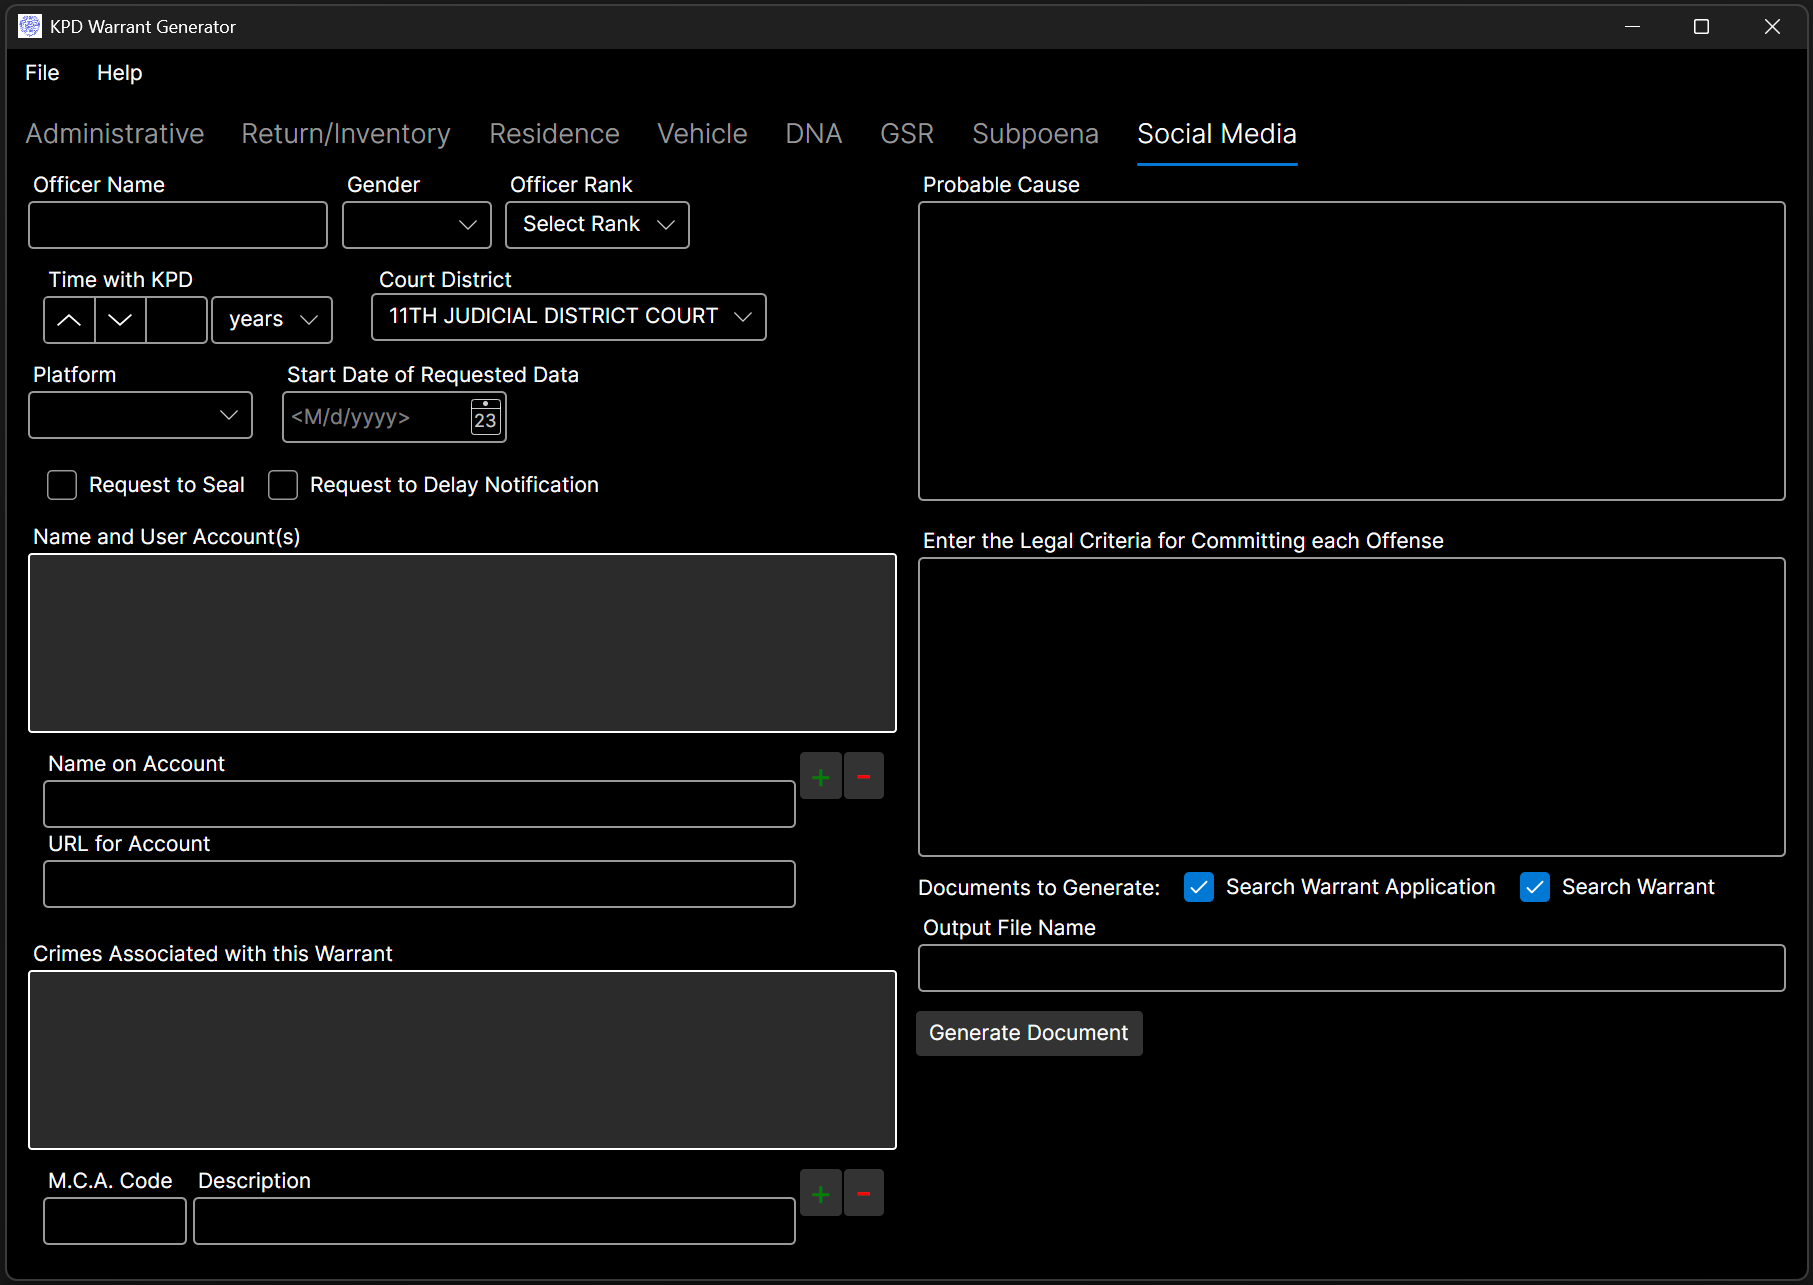 KPD Warrant Generator
File Help
Administrative Return/Inventory Residence Vehicle DNA GSR Subpoena Social Media
Officer Name Gender Officer Rank
Select Rank
Time with KPD Court District
years 11TH JUDICIAL DISTRICT COURT
Platform Start Date of Requested Data
<M/d/yyyy> 23
Request to Seal Request to Delay Notification
Name and User Account(s)
Name on Account
+ −
URL for Account
Crimes Associated with this Warrant
M.C.A. Code Description
+ −
Probable Cause
Enter the Legal Criteria for Committing each Offense
Documents to Generate: Search Warrant Application Search Warrant
Output File Name
Generate Document